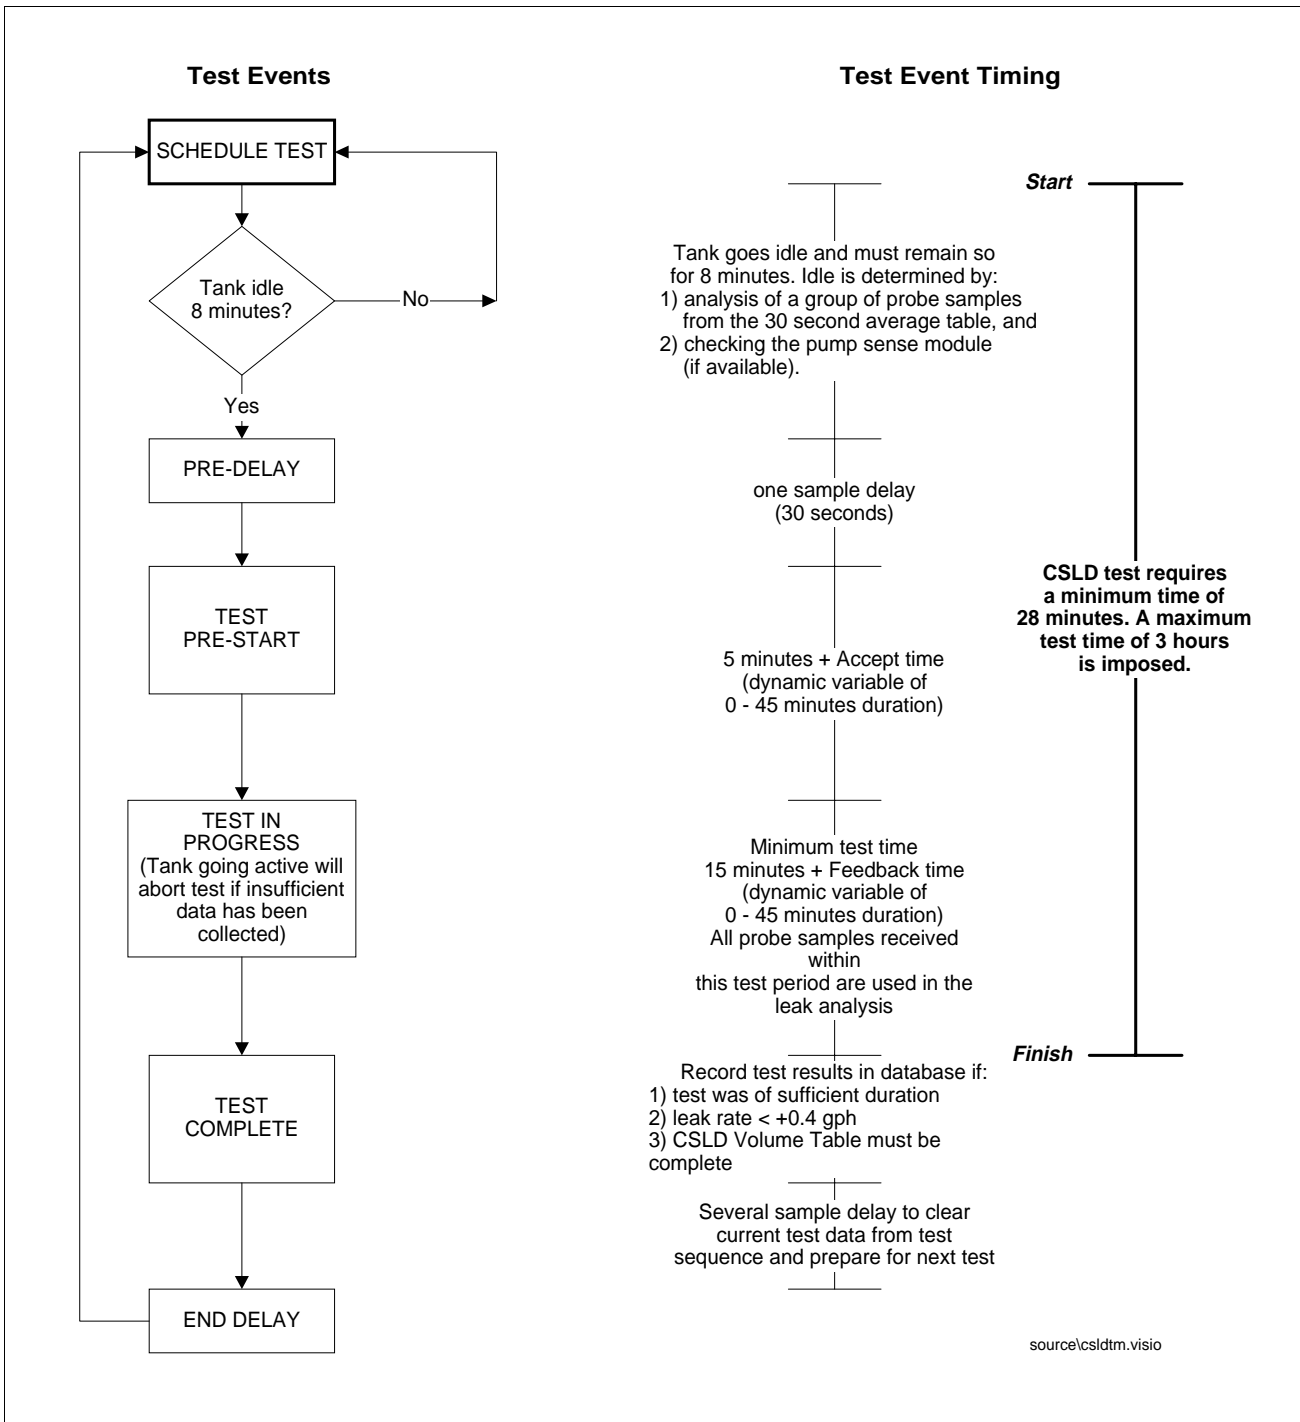 Test Events
SCHEDULE TEST
Tank idle
8 minutes?
No
Yes
PRE-DELAY
TEST
PRE-START
TEST IN
PROGRESS
(Tank going active will
abort test if insufficient
data has been
collected)
TEST
COMPLETE
END DELAY
Test Event Timing
Tank goes idle and must remain so
for 8 minutes. Idle is determined by:
1) analysis of a group of probe samples
from the 30 second average table, and
2) checking the pump sense module
(if available).
one sample delay
(30 seconds)
5 minutes + Accept time
(dynamic variable of
0 - 45 minutes duration)
Minimum test time
15 minutes + Feedback time
(dynamic variable of
0 - 45 minutes duration)
All probe samples received
within
this test period are used in the
leak analysis
Record test results in database if:
1) test was of sufficient duration
2) leak rate < +0.4 gph
3) CSLD Volume Table must be
complete
Several sample delay to clear
current test data from test
sequence and prepare for next test
Start
CSLD test requires
a minimum time of
28 minutes. A maximum
test time of 3 hours
is imposed.
Finish
source\csldtm.visio